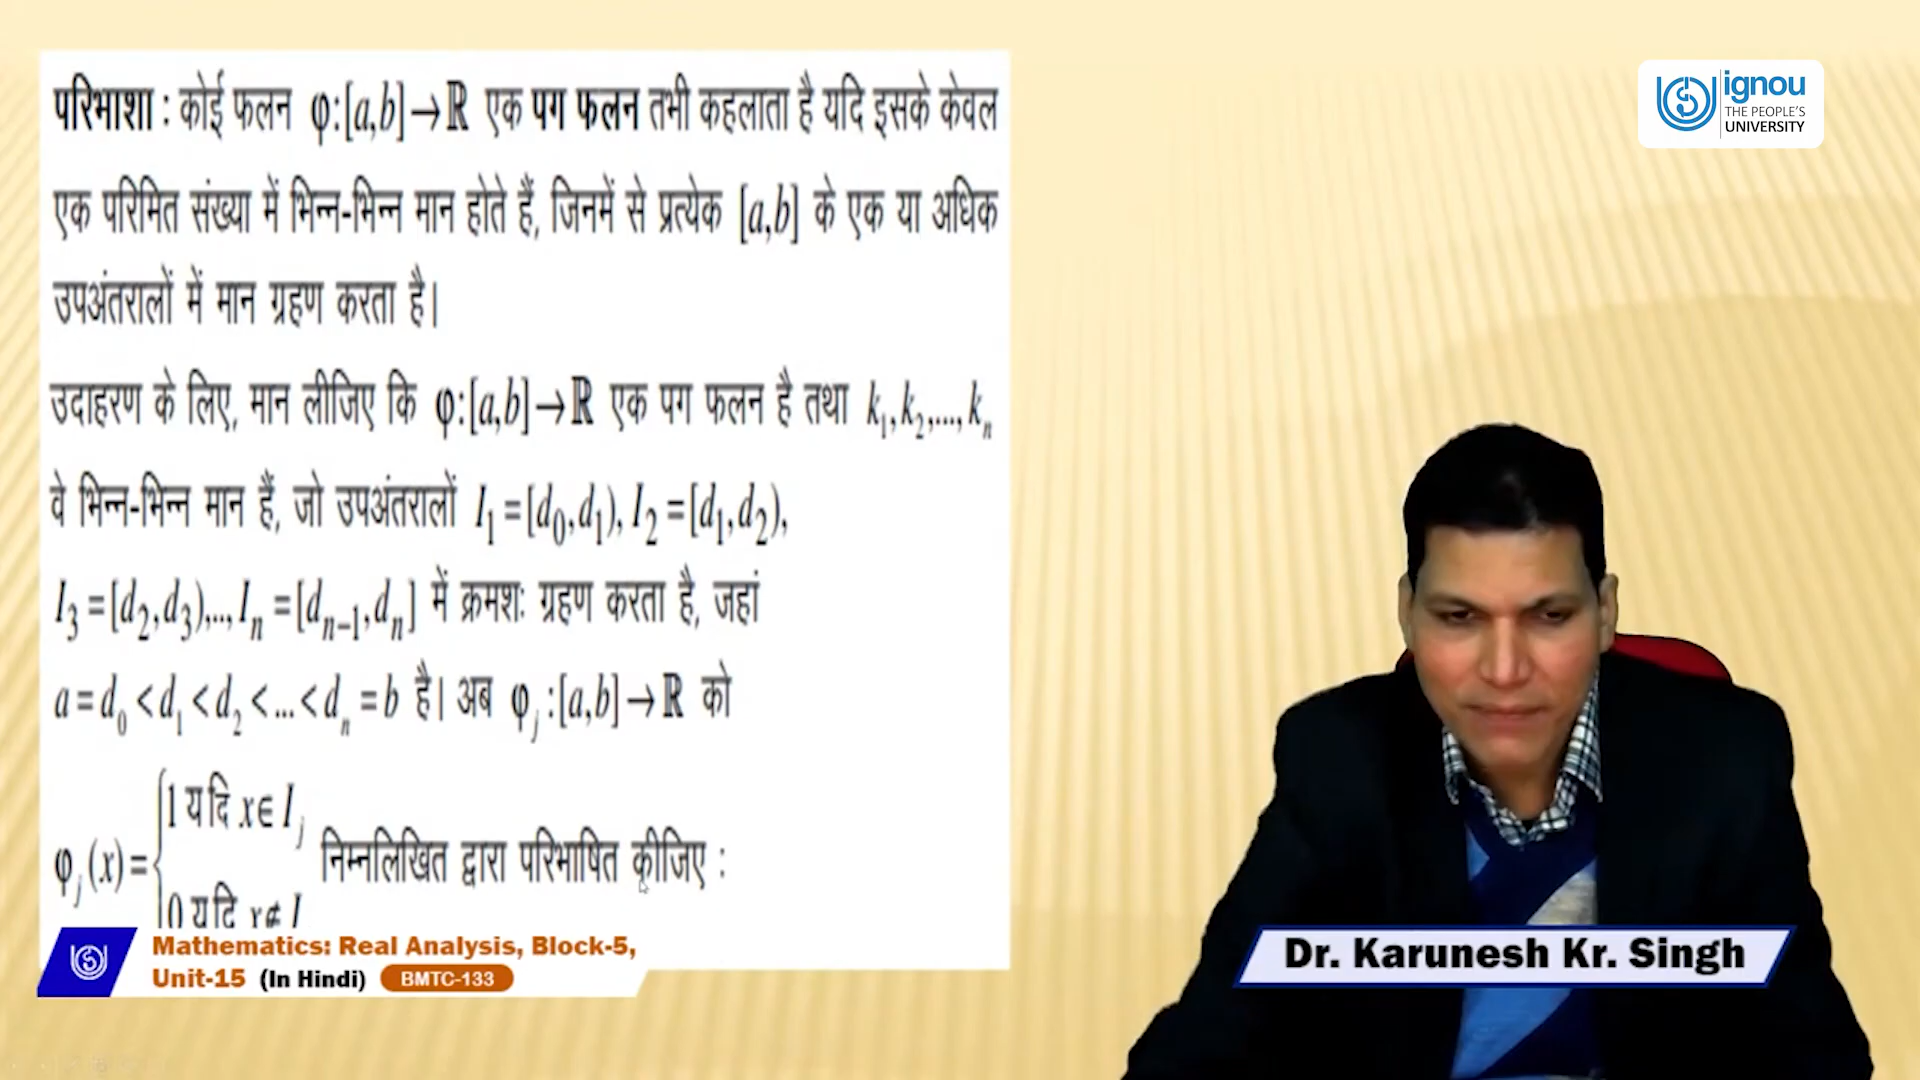 परिभाशा : कोई फलन φ:[a,b]→ℝ एक पग फलन तभी कहलाता है यदि इसके केवल
एक परिमित संख्या में भिन्न-भिन्न मान होते हैं, जिनमें से प्रत्येक [a,b] के एक या अधिक
उपअंतरालों में मान ग्रहण करता है।
उदाहरण के लिए, मान लीजिए कि φ:[a,b]→ℝ एक पग फलन है तथा k₁,k₂,...,kₙ
वे भिन्न-भिन्न मान हैं, जो उपअंतरालों I₁=[d₀,d₁), I₂=[d₁,d₂),
I₃=[d₂,d₃),.., Iₙ=[dₙ₋₁,dₙ] में क्रमशः ग्रहण करता है, जहां
a=d₀<d₁<d₂<...<dₙ=b है। अब φⱼ:[a,b]→ℝ को
φⱼ(x)={1 यदि x∈Iⱼ निम्नलिखित द्वारा परिभाषित कीजिए :
0 यदि x∉I
Mathematics: Real Analysis, Block-5,
Unit-15 (In Hindi) BMTC-133
ignou
THE PEOPLE'S
UNIVERSITY
Dr. Karunesh Kr. Singh